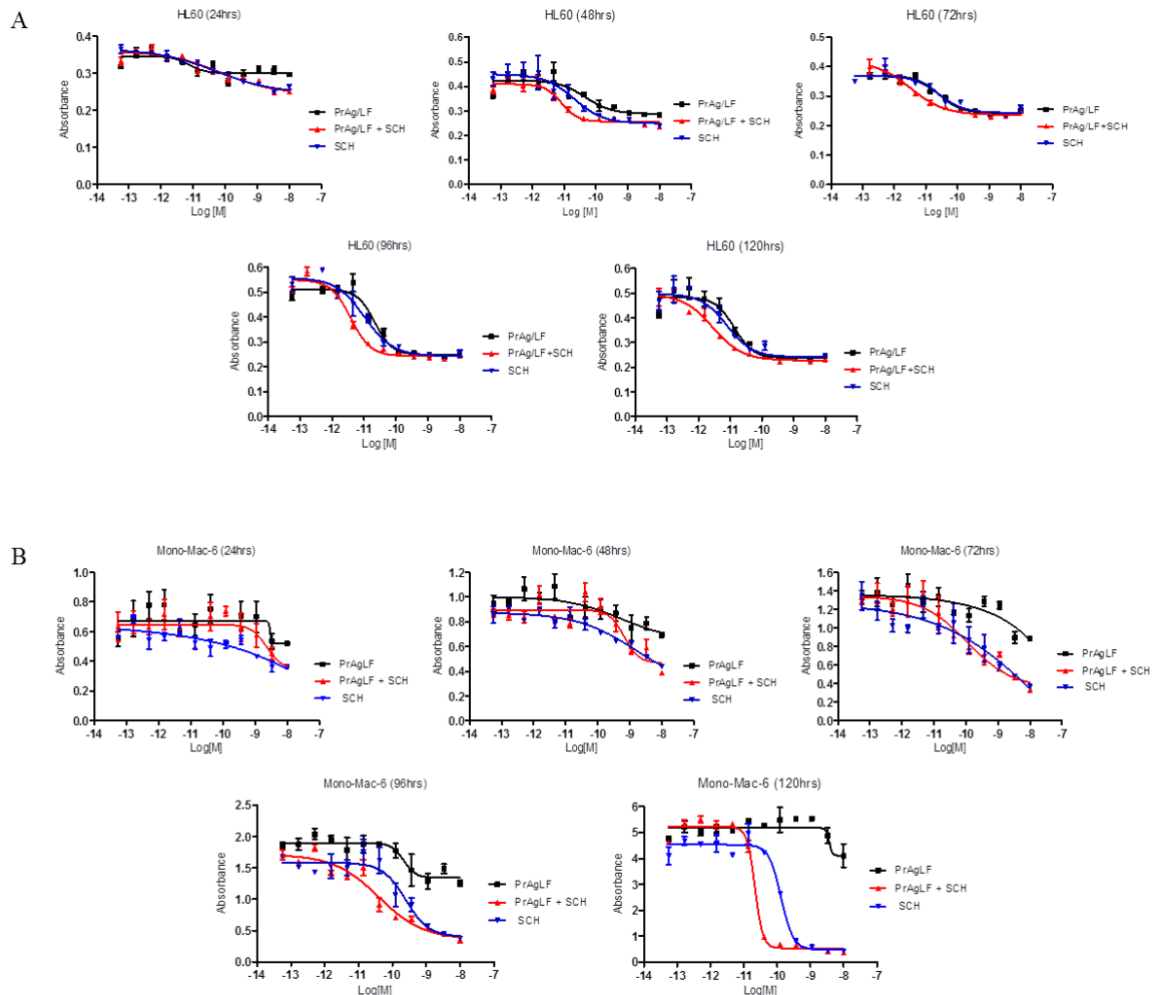 A
HL60 (24hrs)
0.4
0.3
0.2
0.1
0.0
-14 -13 -12 -11 -10 -9 -8 -7
Log [M]
Absorbance
PrAg/LF
PrAg/LF + SCH
SCH
HL60 (48hrs)
0.6
0.5
0.4
0.3
0.2
0.1
0.0
-14 -13 -12 -11 -10 -9 -8 -7
Log [M]
Absorbance
PrAg/LF
PrAg/LF + SCH
SCH
HL60 (72hrs)
0.5
0.4
0.3
0.2
0.1
0.0
-14 -13 -12 -11 -10 -9 -8 -7
Log [M]
Absorbance
PrAg/LF
PrAg/LF+SCH
SCH
HL60 (96hrs)
0.6
0.5
0.4
0.3
0.2
0.1
0.0
-14 -13 -12 -11 -10 -9 -8 -7
Log [M]
Absorbance
PrAg/LF
PrAg/LF+SCH
SCH
HL60 (120hrs)
0.6
0.5
0.4
0.3
0.2
0.1
0.0
-14 -13 -12 -11 -10 -9 -8 -7
Log [M]
Absorbance
PrAg/LF
PrAg/LF+SCH
SCH
B
Mono-Mac-6 (24hrs)
1.0
0.8
0.6
0.4
0.2
0.0
-14 -13 -12 -11 -10 -9 -8 -7
Log[M]
Absorbance
PrAgLF
PrAgLF + SCH
SCH
Mono-Mac-6 (48hrs)
1.2
1.0
0.8
0.6
0.4
0.2
0.0
-14 -13 -12 -11 -10 -9 -8 -7
Log[M]
Absorbance
PrAgLF
PrAgLF + SCH
SCH
Mono-Mac-6 (72hrs)
1.6
1.4
1.2
1.0
0.8
0.6
0.4
0.2
0.0
-14 -13 -12 -11 -10 -9 -8 -7
Log[M]
Absorbance
PrAgLF
PrAgLF + SCH
SCH
Mono-Mac-6 (96hrs)
2.5
2.0
1.5
1.0
0.5
0.0
-14 -13 -12 -11 -10 -9 -8 -7
Log[M]
Absorbance
PrAgLF
PrAgLF + SCH
SCH
Mono-Mac-6 (120hrs)
6
5
4
3
2
1
0
-14 -13 -12 -11 -10 -9 -8 -7
Log[M]
Absorbance
PrAgLF
PrAgLF + SCH
SCH